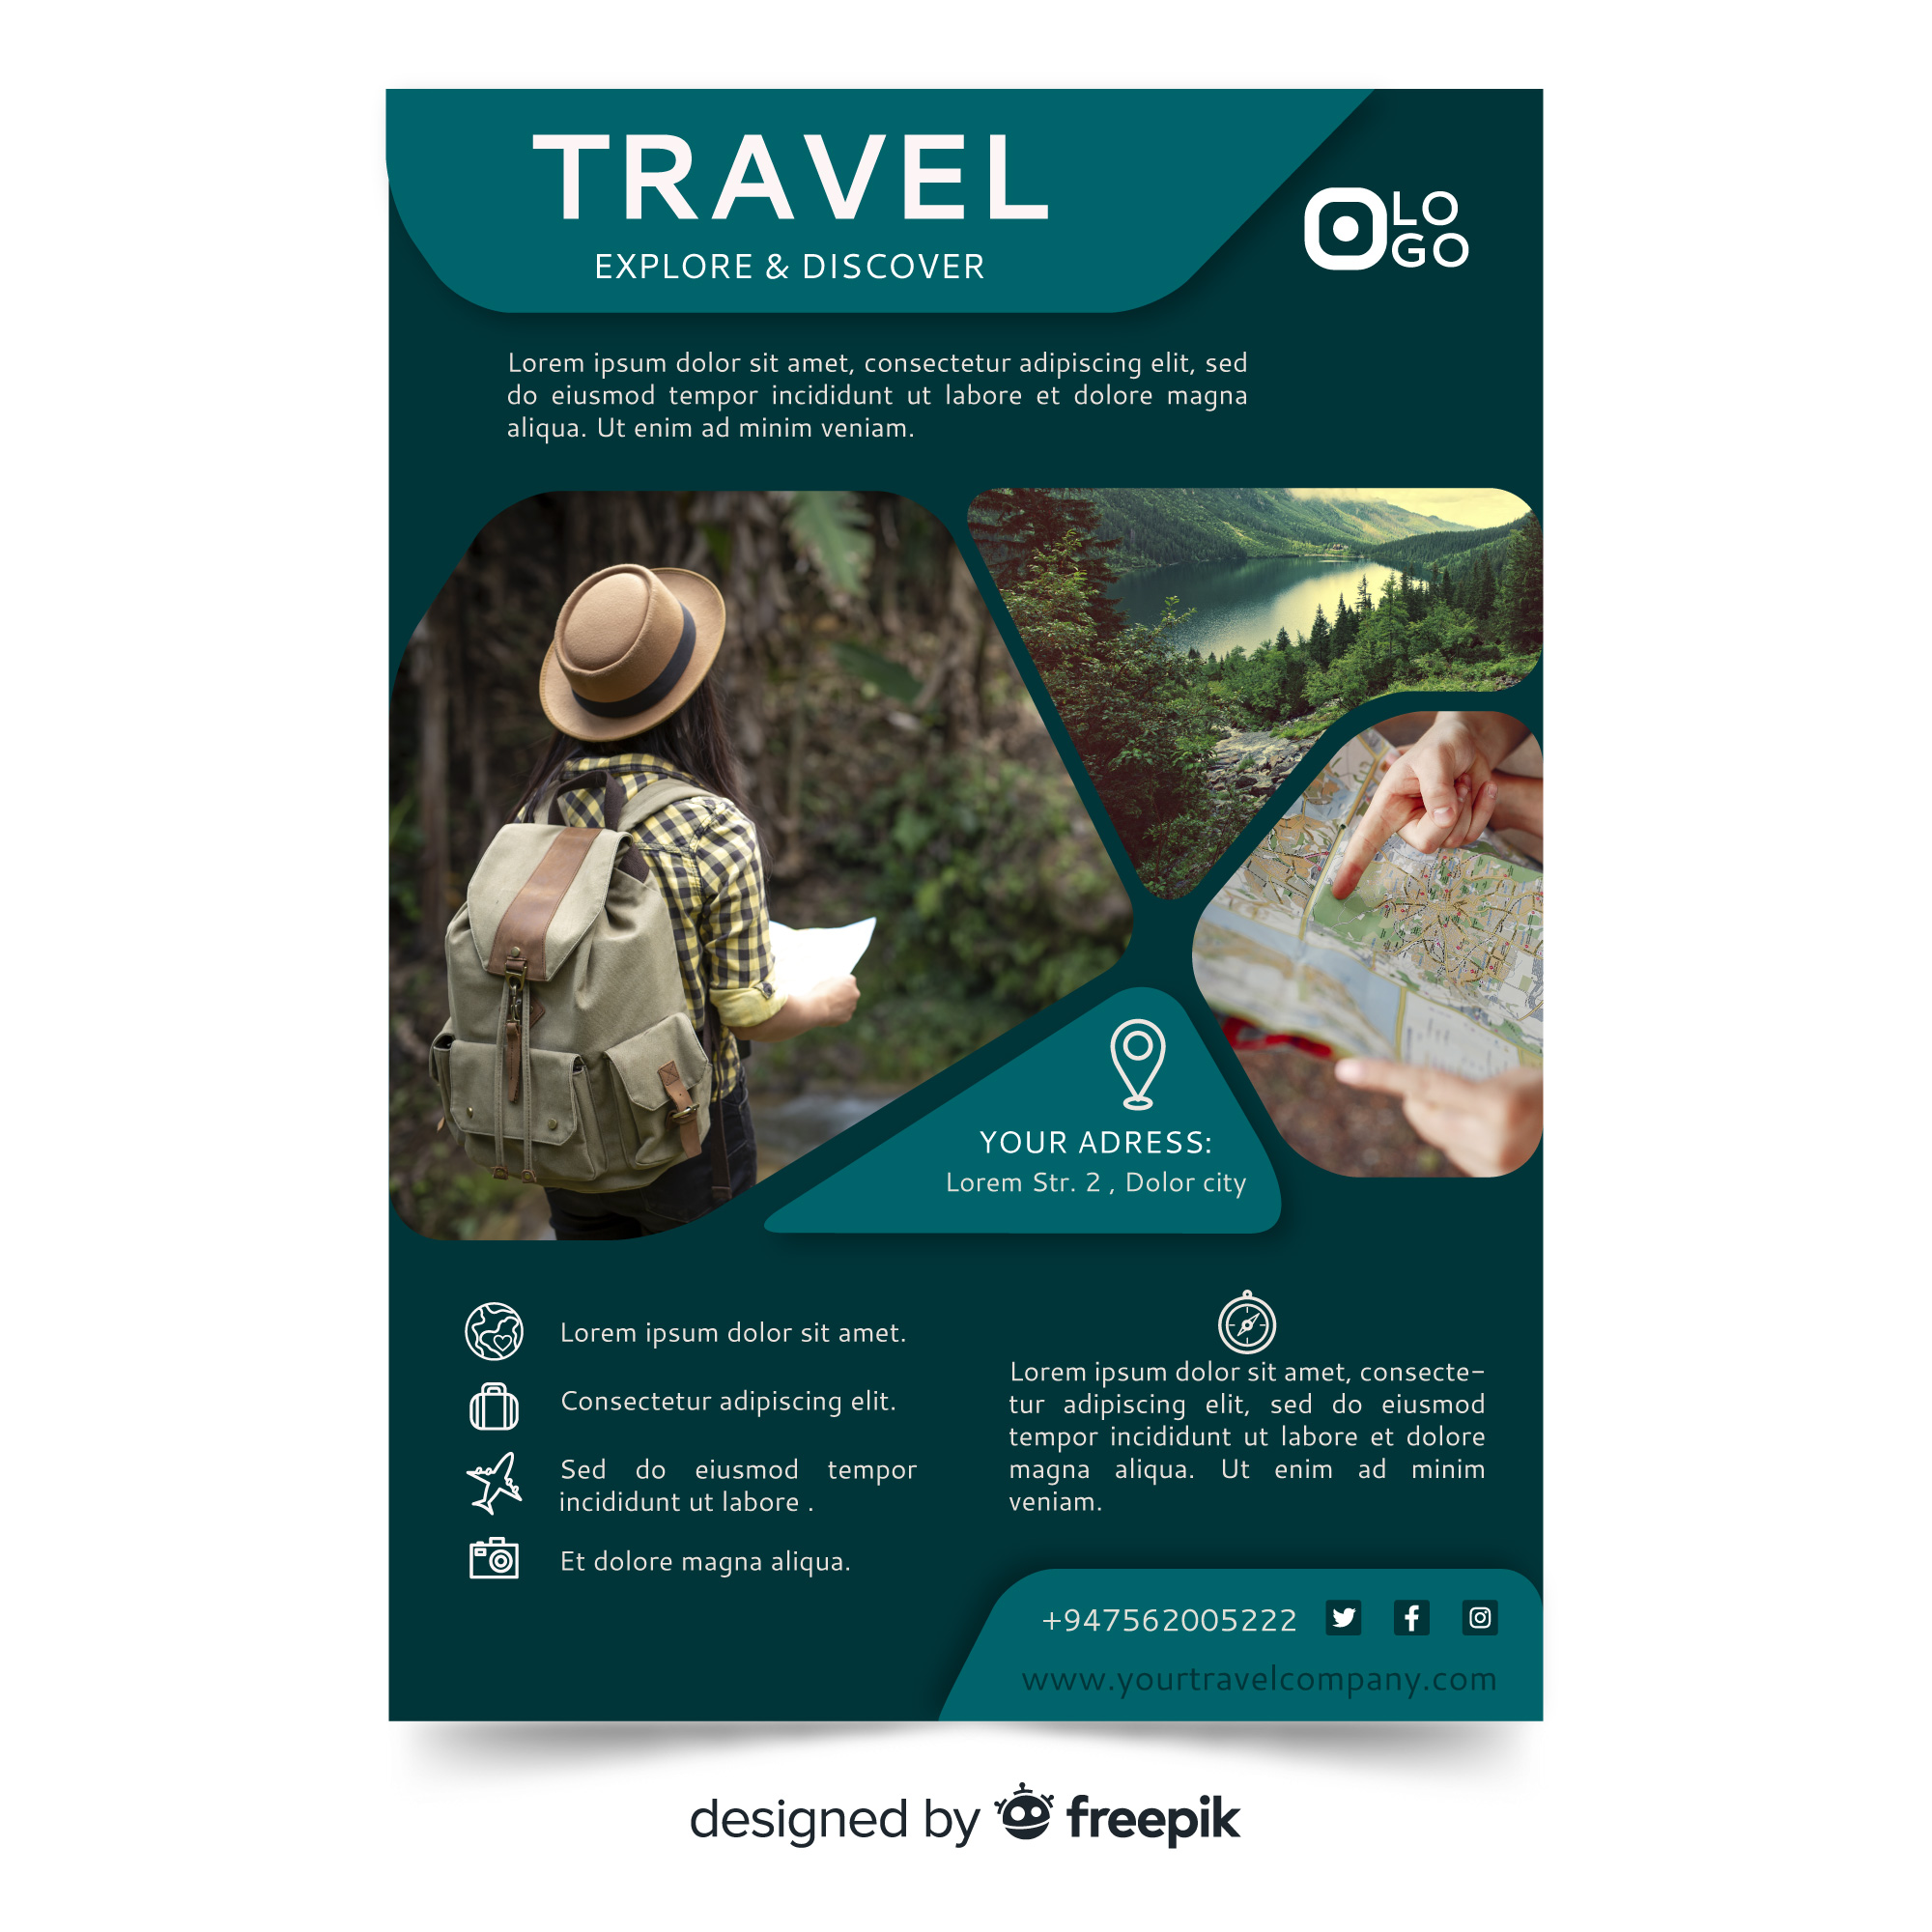 TRAVEL
EXPLORE & DISCOVER
LO
GO
Lorem ipsum dolor sit amet, consectetur adipiscing elit, sed
do eiusmod tempor incididunt ut labore et dolore magna
aliqua. Ut enim ad minim veniam.
YOUR ADRESS:
Lorem Str. 2 , Dolor city
Lorem ipsum dolor sit amet.
Consectetur adipiscing elit.
Sed do eiusmod tempor
incididunt ut labore .
Et dolore magna aliqua.
Lorem ipsum dolor sit amet, consecte-
tur adipiscing elit, sed do eiusmod
tempor incididunt ut labore et dolore
magna aliqua. Ut enim ad minim
veniam.
+947562005222
www.yourtravelcompany.com
designed by freepik